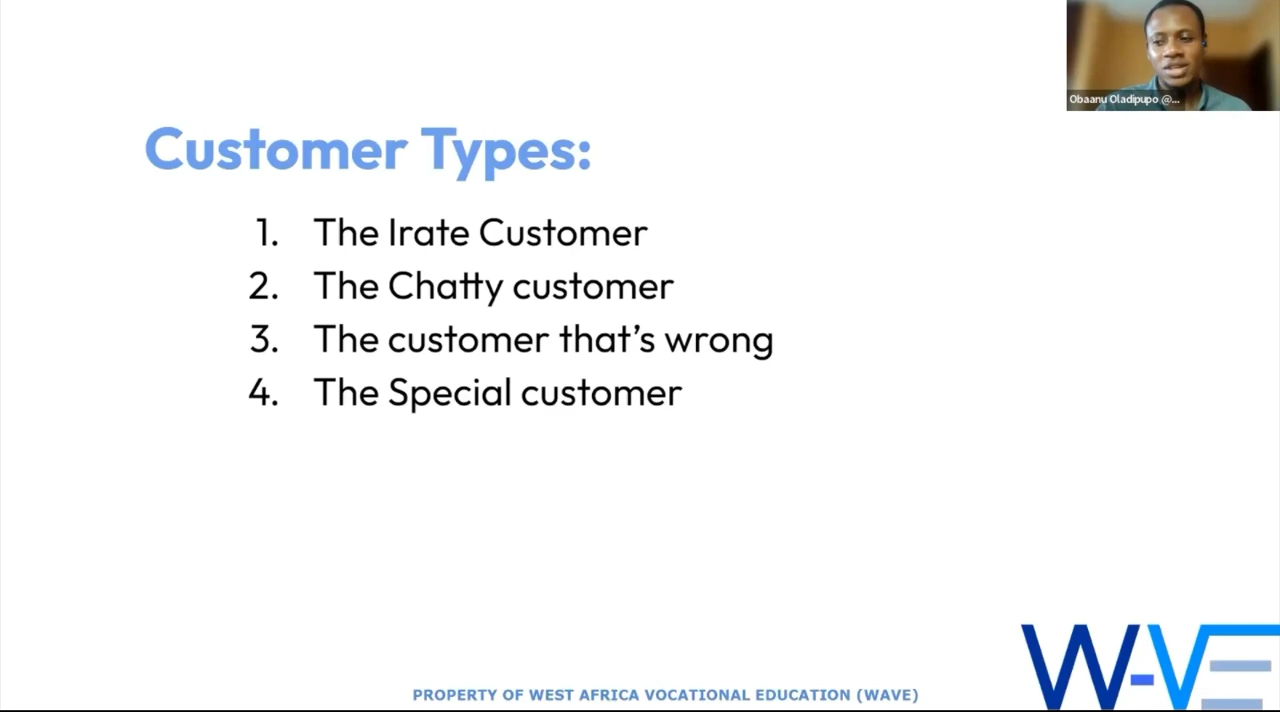 Obaanu Oladipupo @...
Customer Types:
1. The Irate Customer
2. The Chatty customer
3. The customer that’s wrong
4. The Special customer
WAVE
PROPERTY OF WEST AFRICA VOCATIONAL EDUCATION (WAVE)